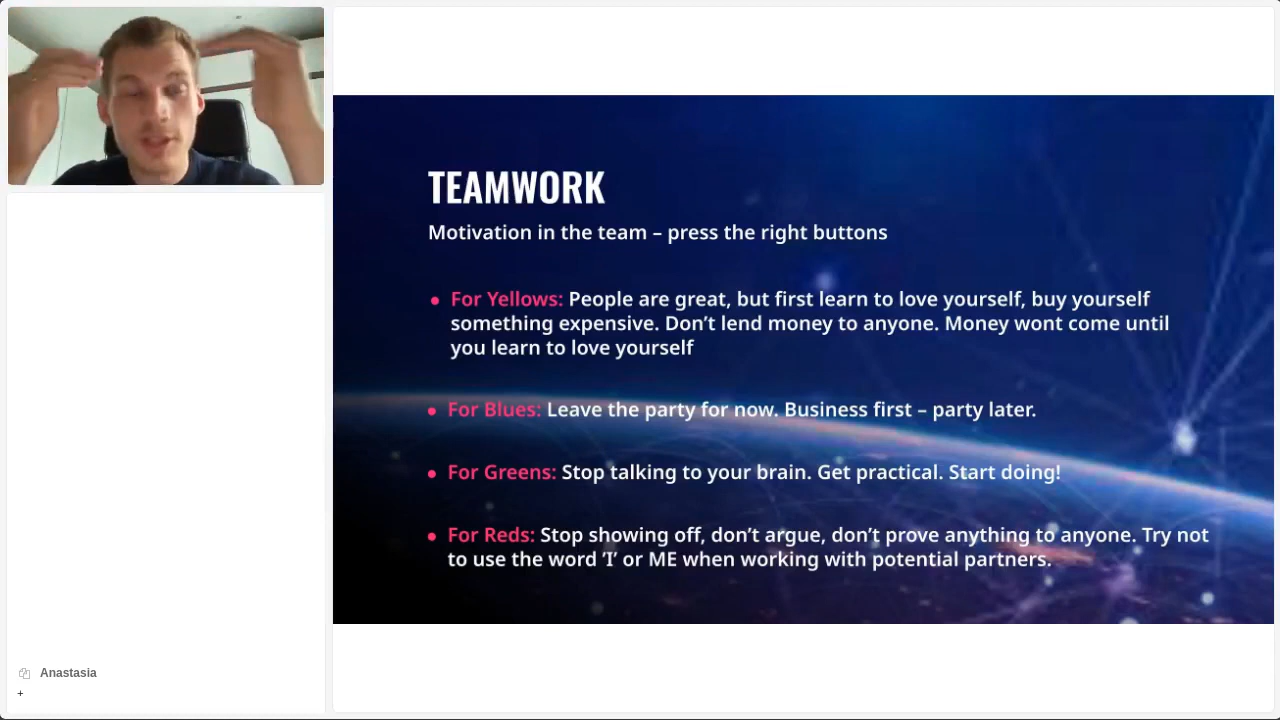 TEAMWORK
Motivation in the team – press the right buttons
• For Yellows: People are great, but first learn to love yourself, buy yourself
something expensive. Don’t lend money to anyone. Money wont come until
you learn to love yourself
• For Blues: Leave the party for now. Business first – party later.
• For Greens: Stop talking to your brain. Get practical. Start doing!
• For Reds: Stop showing off, don’t argue, don’t prove anything to anyone. Try not
to use the word ’I’ or ME when working with potential partners.
Anastasia
+